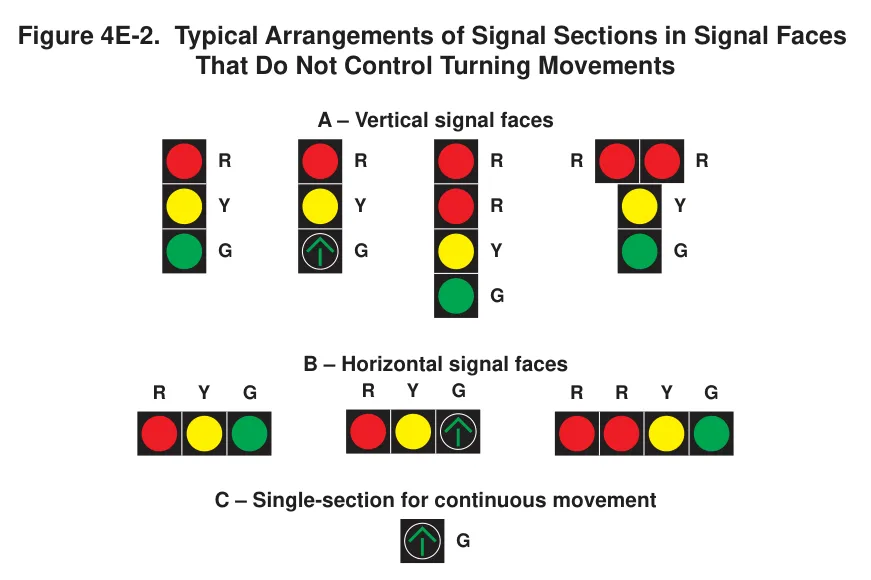 Figure 4E-2. Typical Arrangements of Signal Sections in Signal Faces
That Do Not Control Turning Movements
A – Vertical signal faces
R R R R R
Y Y R Y
G G Y G
G
B – Horizontal signal faces
R Y G R Y G R R Y G
C – Single-section for continuous movement
G